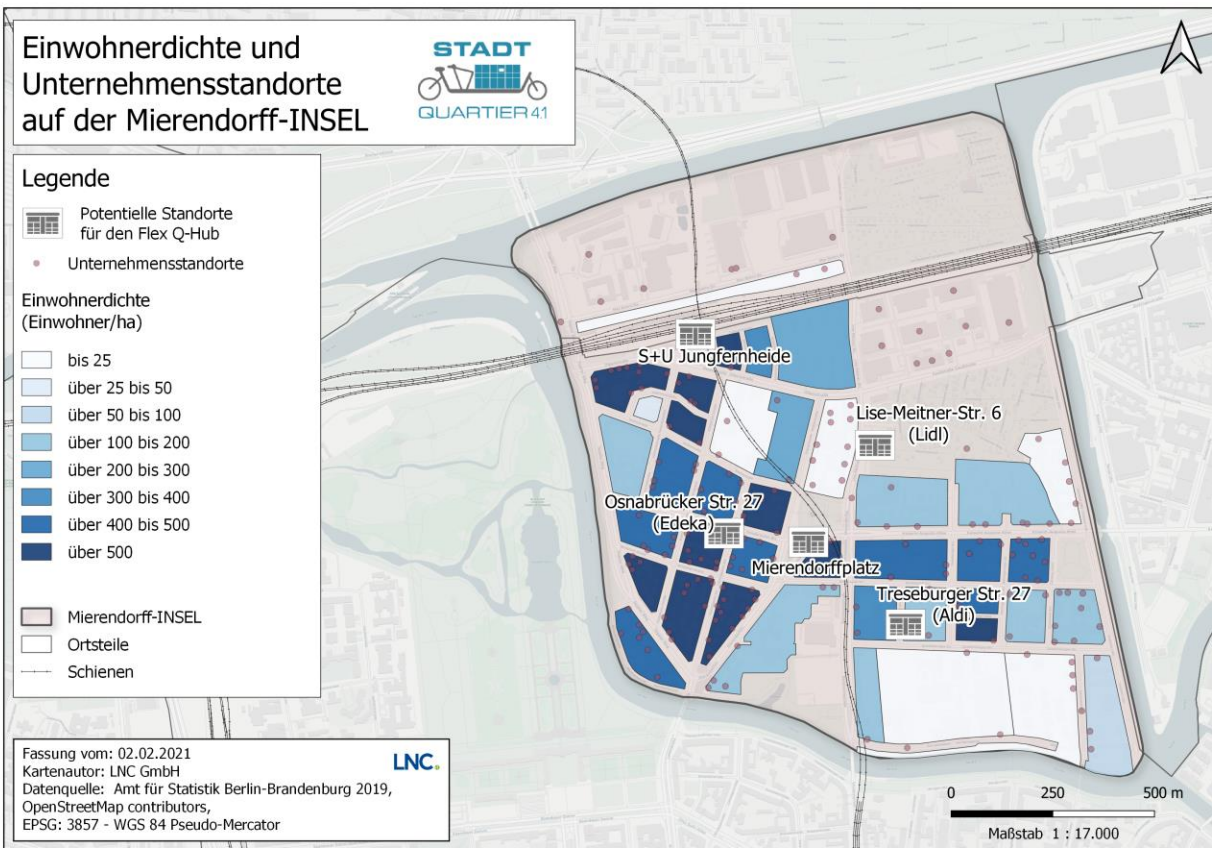 Einwohnerdichte und
Unternehmensstandorte
auf der Mierendorff-INSEL
STADT
QUARTIER 4.1
Legende
Potentielle Standorte
für den Flex Q-Hub
Unternehmensstandorte
Einwohnerdichte
(Einwohner/ha)
bis 25
über 25 bis 50
über 50 bis 100
über 100 bis 200
über 200 bis 300
über 300 bis 400
über 400 bis 500
über 500
Mierendorff-INSEL
Ortsteile
Schienen
S+U Jungfernheide
Lise-Meitner-Str. 6
(Lidl)
Osnabrücker Str. 27
(Edeka)
Mierendorffplatz
Treseburger Str. 27
(Aldi)
Fassung vom: 02.02.2021
Kartenautor: LNC GmbH
Datenquelle: Amt für Statistik Berlin-Brandenburg 2019,
OpenStreetMap contributors,
EPSG: 3857 - WGS 84 Pseudo-Mercator
LNC.
0 250 500 m
Maßstab 1 : 17.000